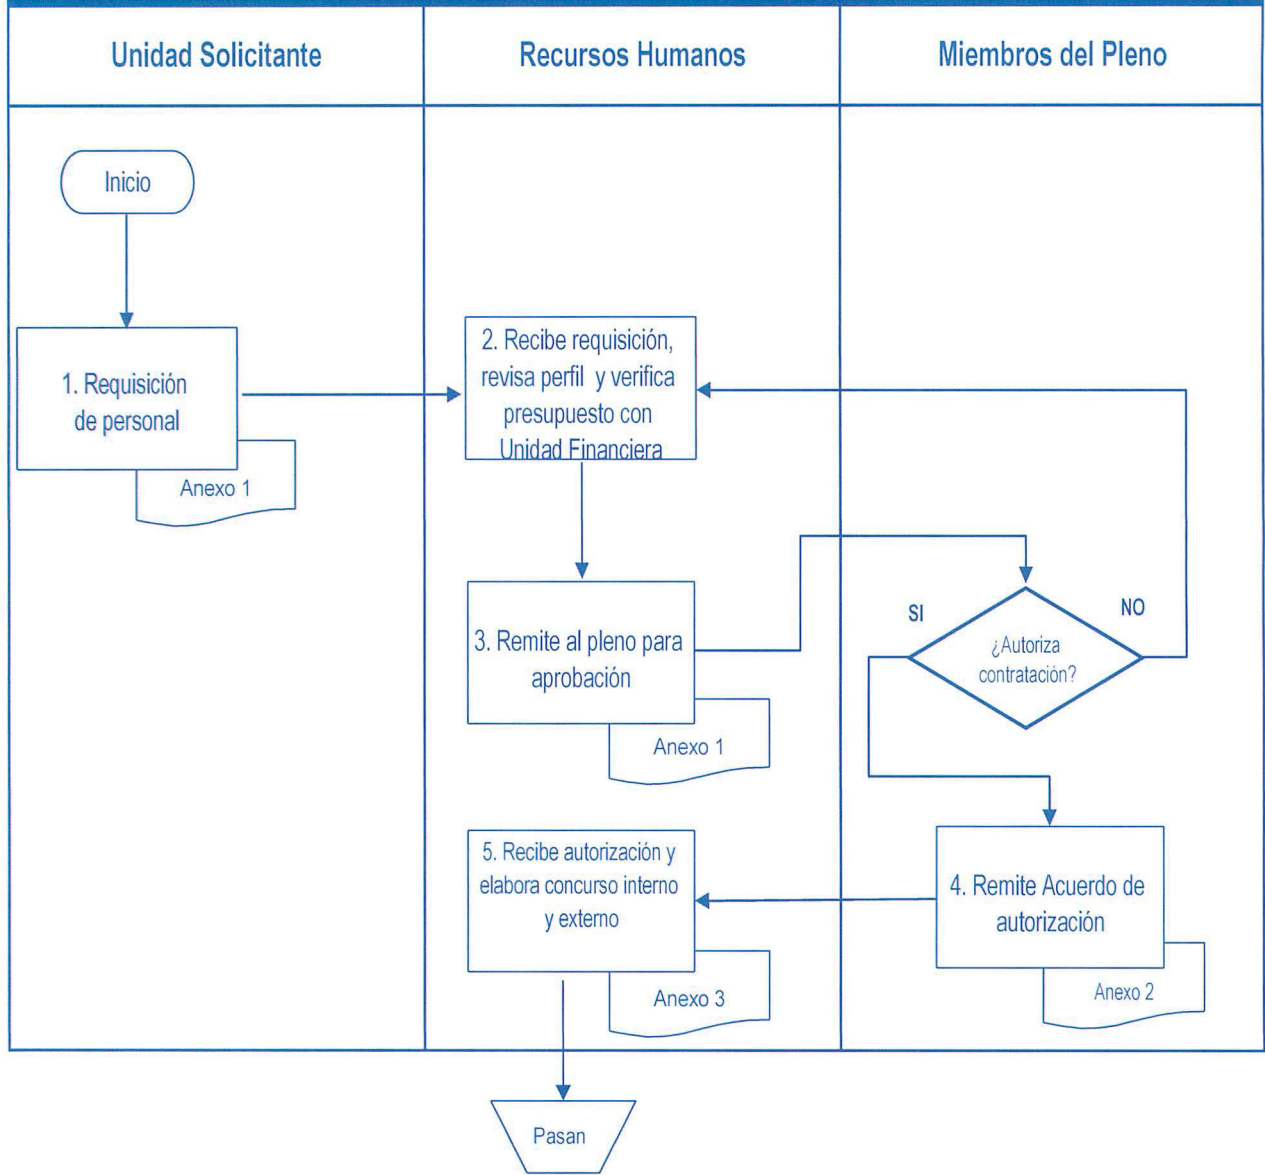 Unidad Solicitante
Recursos Humanos
Miembros del Pleno
Inicio
1. Requisición
de personal
Anexo 1
2. Recibe requisición,
revisa perfil y verifica
presupuesto con
Unidad Financiera
3. Remite al pleno para
aprobación
Anexo 1
SI
NO
¿Autoriza
contratación?
4. Remite Acuerdo de
autorización
Anexo 2
5. Recibe autorización y
elabora concurso interno
y externo
Anexo 3
Pasan